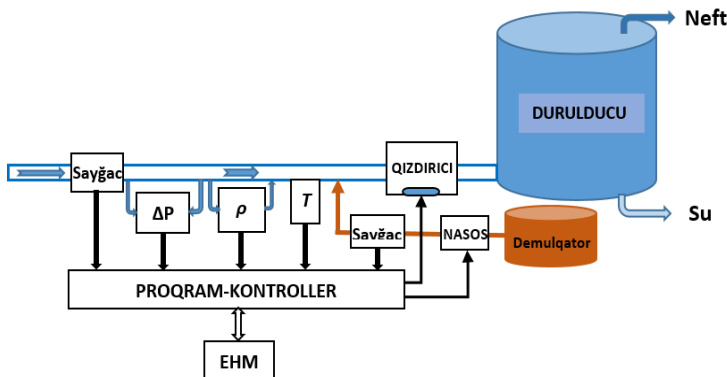 Neft
DURULDUCU
Sayğac
QIZDIRICI
ΔP
ρ
T
Sayğac
NASOS
Demulqator
Su
PROQRAM-KONTROLLER
EHM